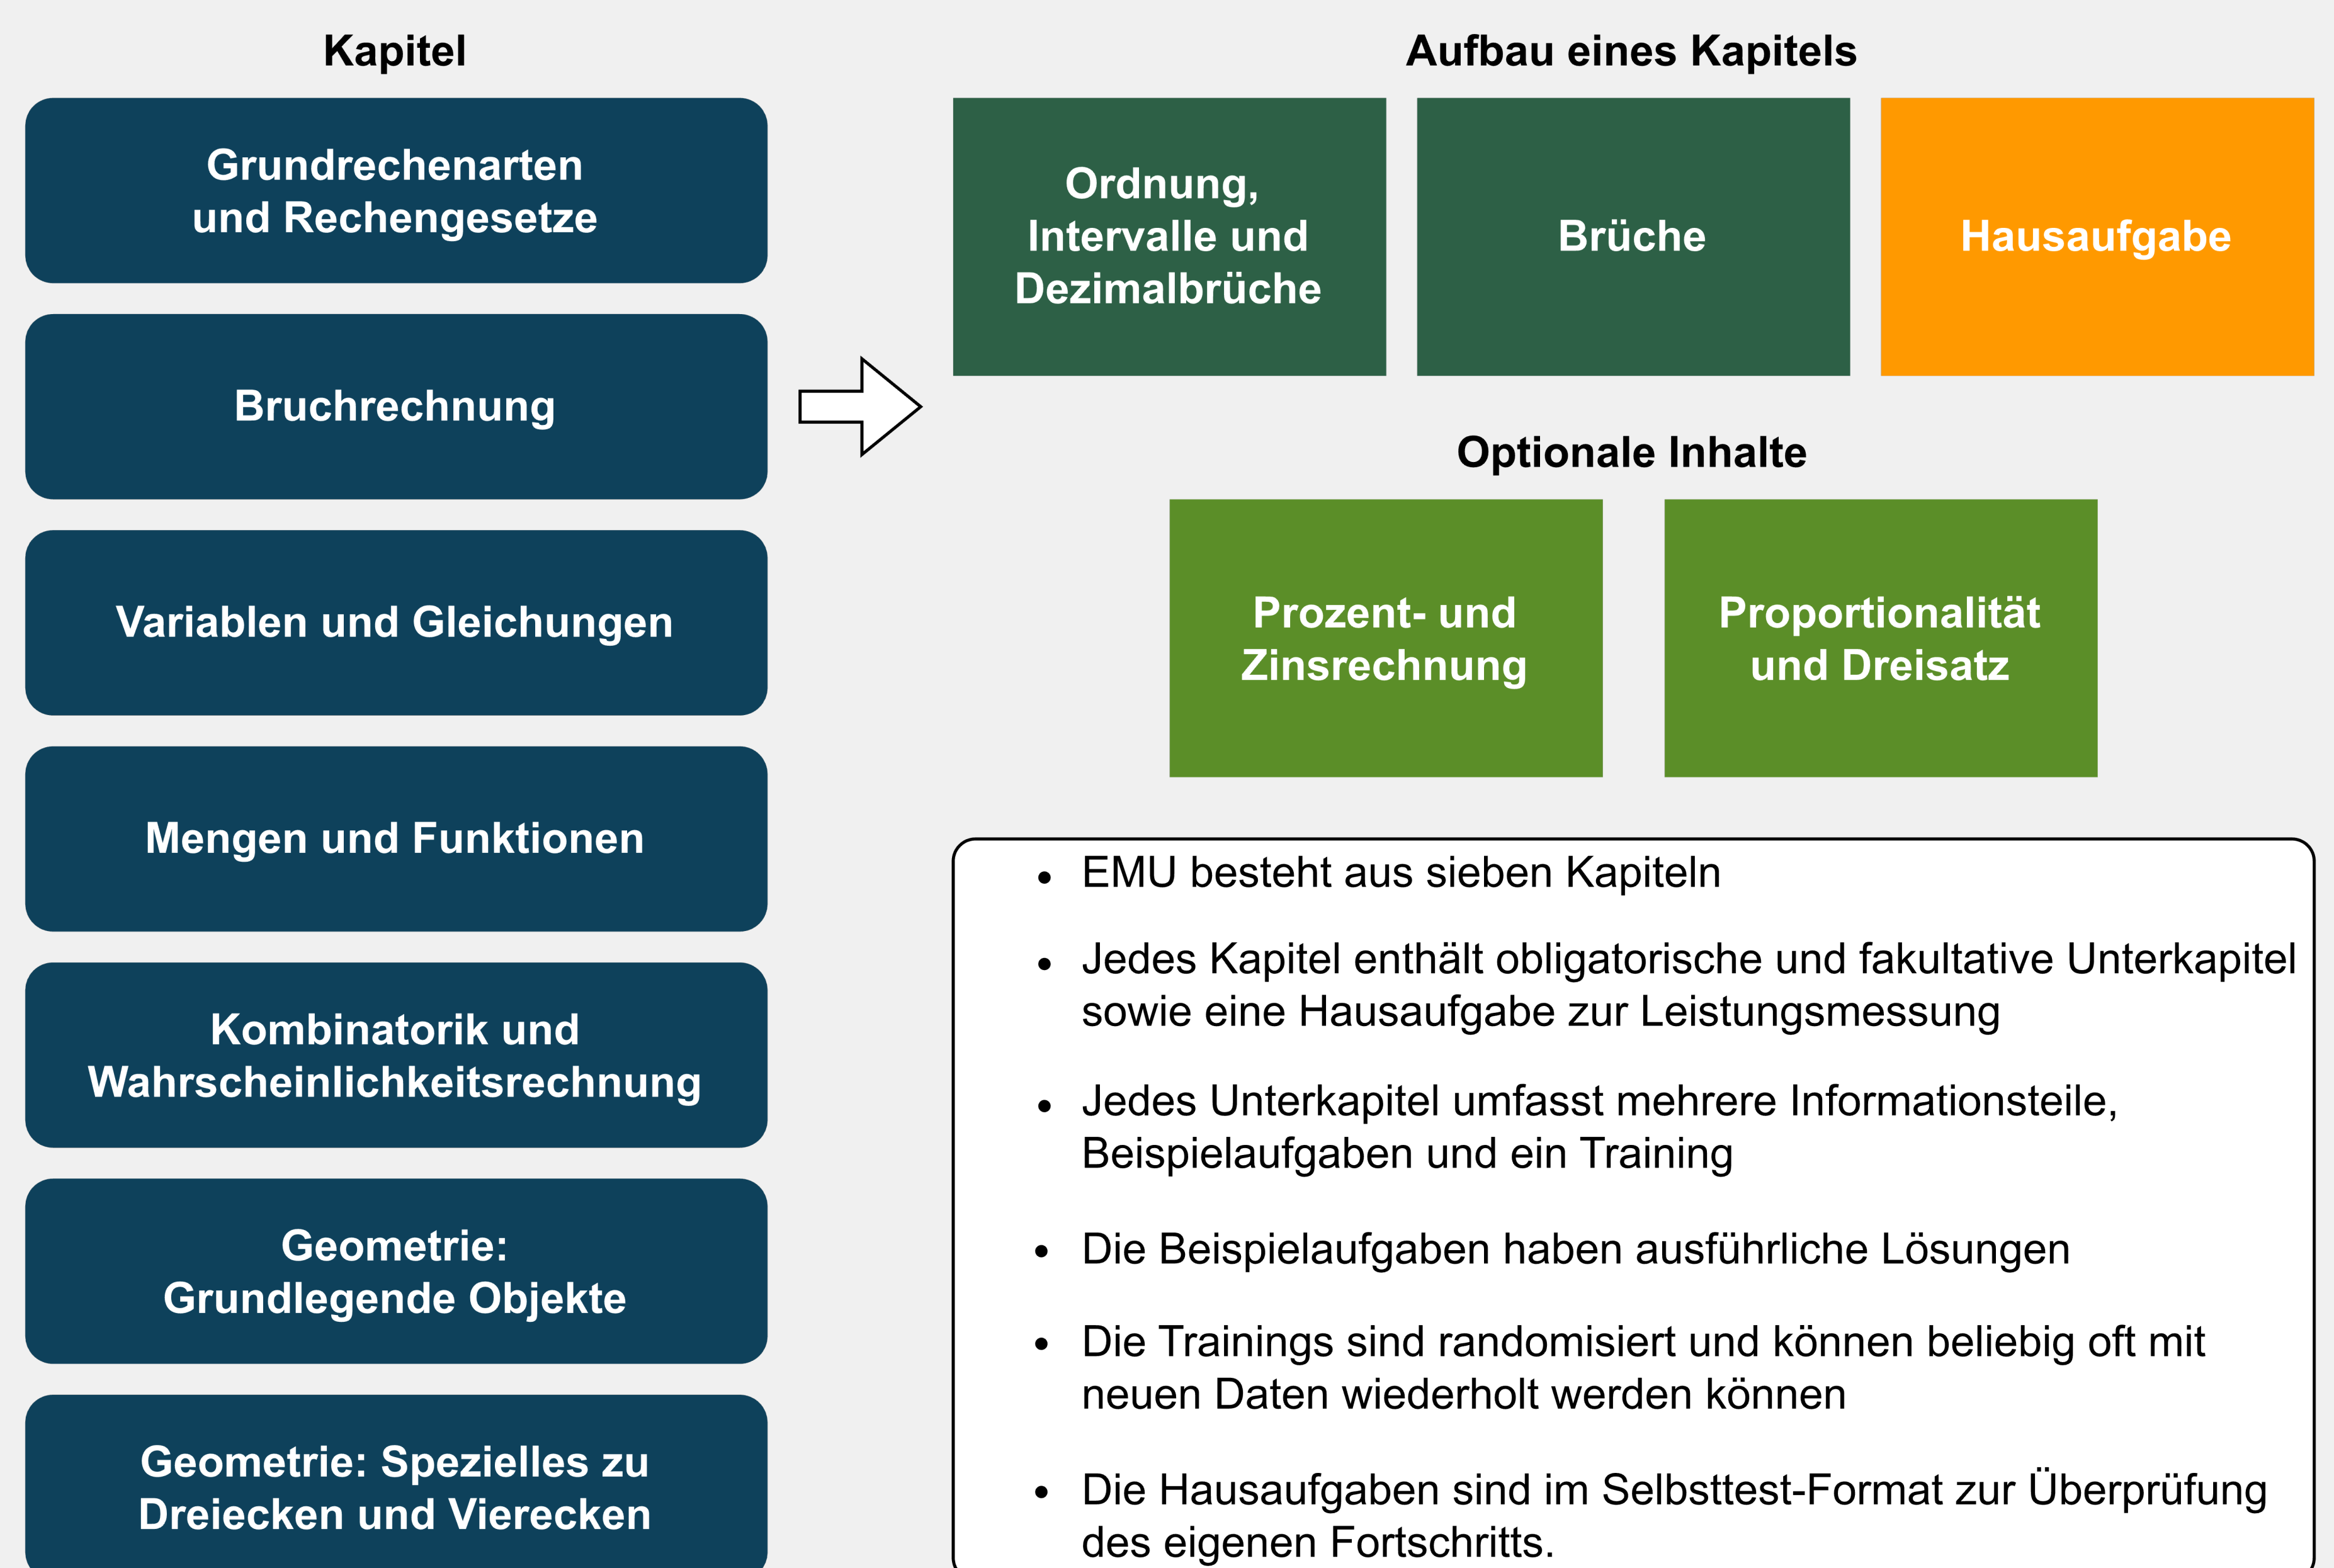 Kapitel
Grundrechenarten
und Rechengesetze
Bruchrechnung
Variablen und Gleichungen
Mengen und Funktionen
Kombinatorik und
Wahrscheinlichkeitsrechnung
Geometrie:
Grundlegende Objekte
Geometrie: Spezielles zu
Dreiecken und Vierecken
Aufbau eines Kapitels
Ordnung,
Intervalle und
Dezimalbrüche
Brüche
Hausaufgabe
Optionale Inhalte
Prozent- und
Zinsrechnung
Proportionalität
und Dreisatz
• EMU besteht aus sieben Kapiteln
• Jedes Kapitel enthält obligatorische und fakultative Unterkapitel
sowie eine Hausaufgabe zur Leistungsmessung
• Jedes Unterkapitel umfasst mehrere Informationsteile,
Beispielaufgaben und ein Training
• Die Beispielaufgaben haben ausführliche Lösungen
• Die Trainings sind randomisiert und können beliebig oft mit
neuen Daten wiederholt werden können
• Die Hausaufgaben sind im Selbsttest-Format zur Überprüfung
des eigenen Fortschritts.